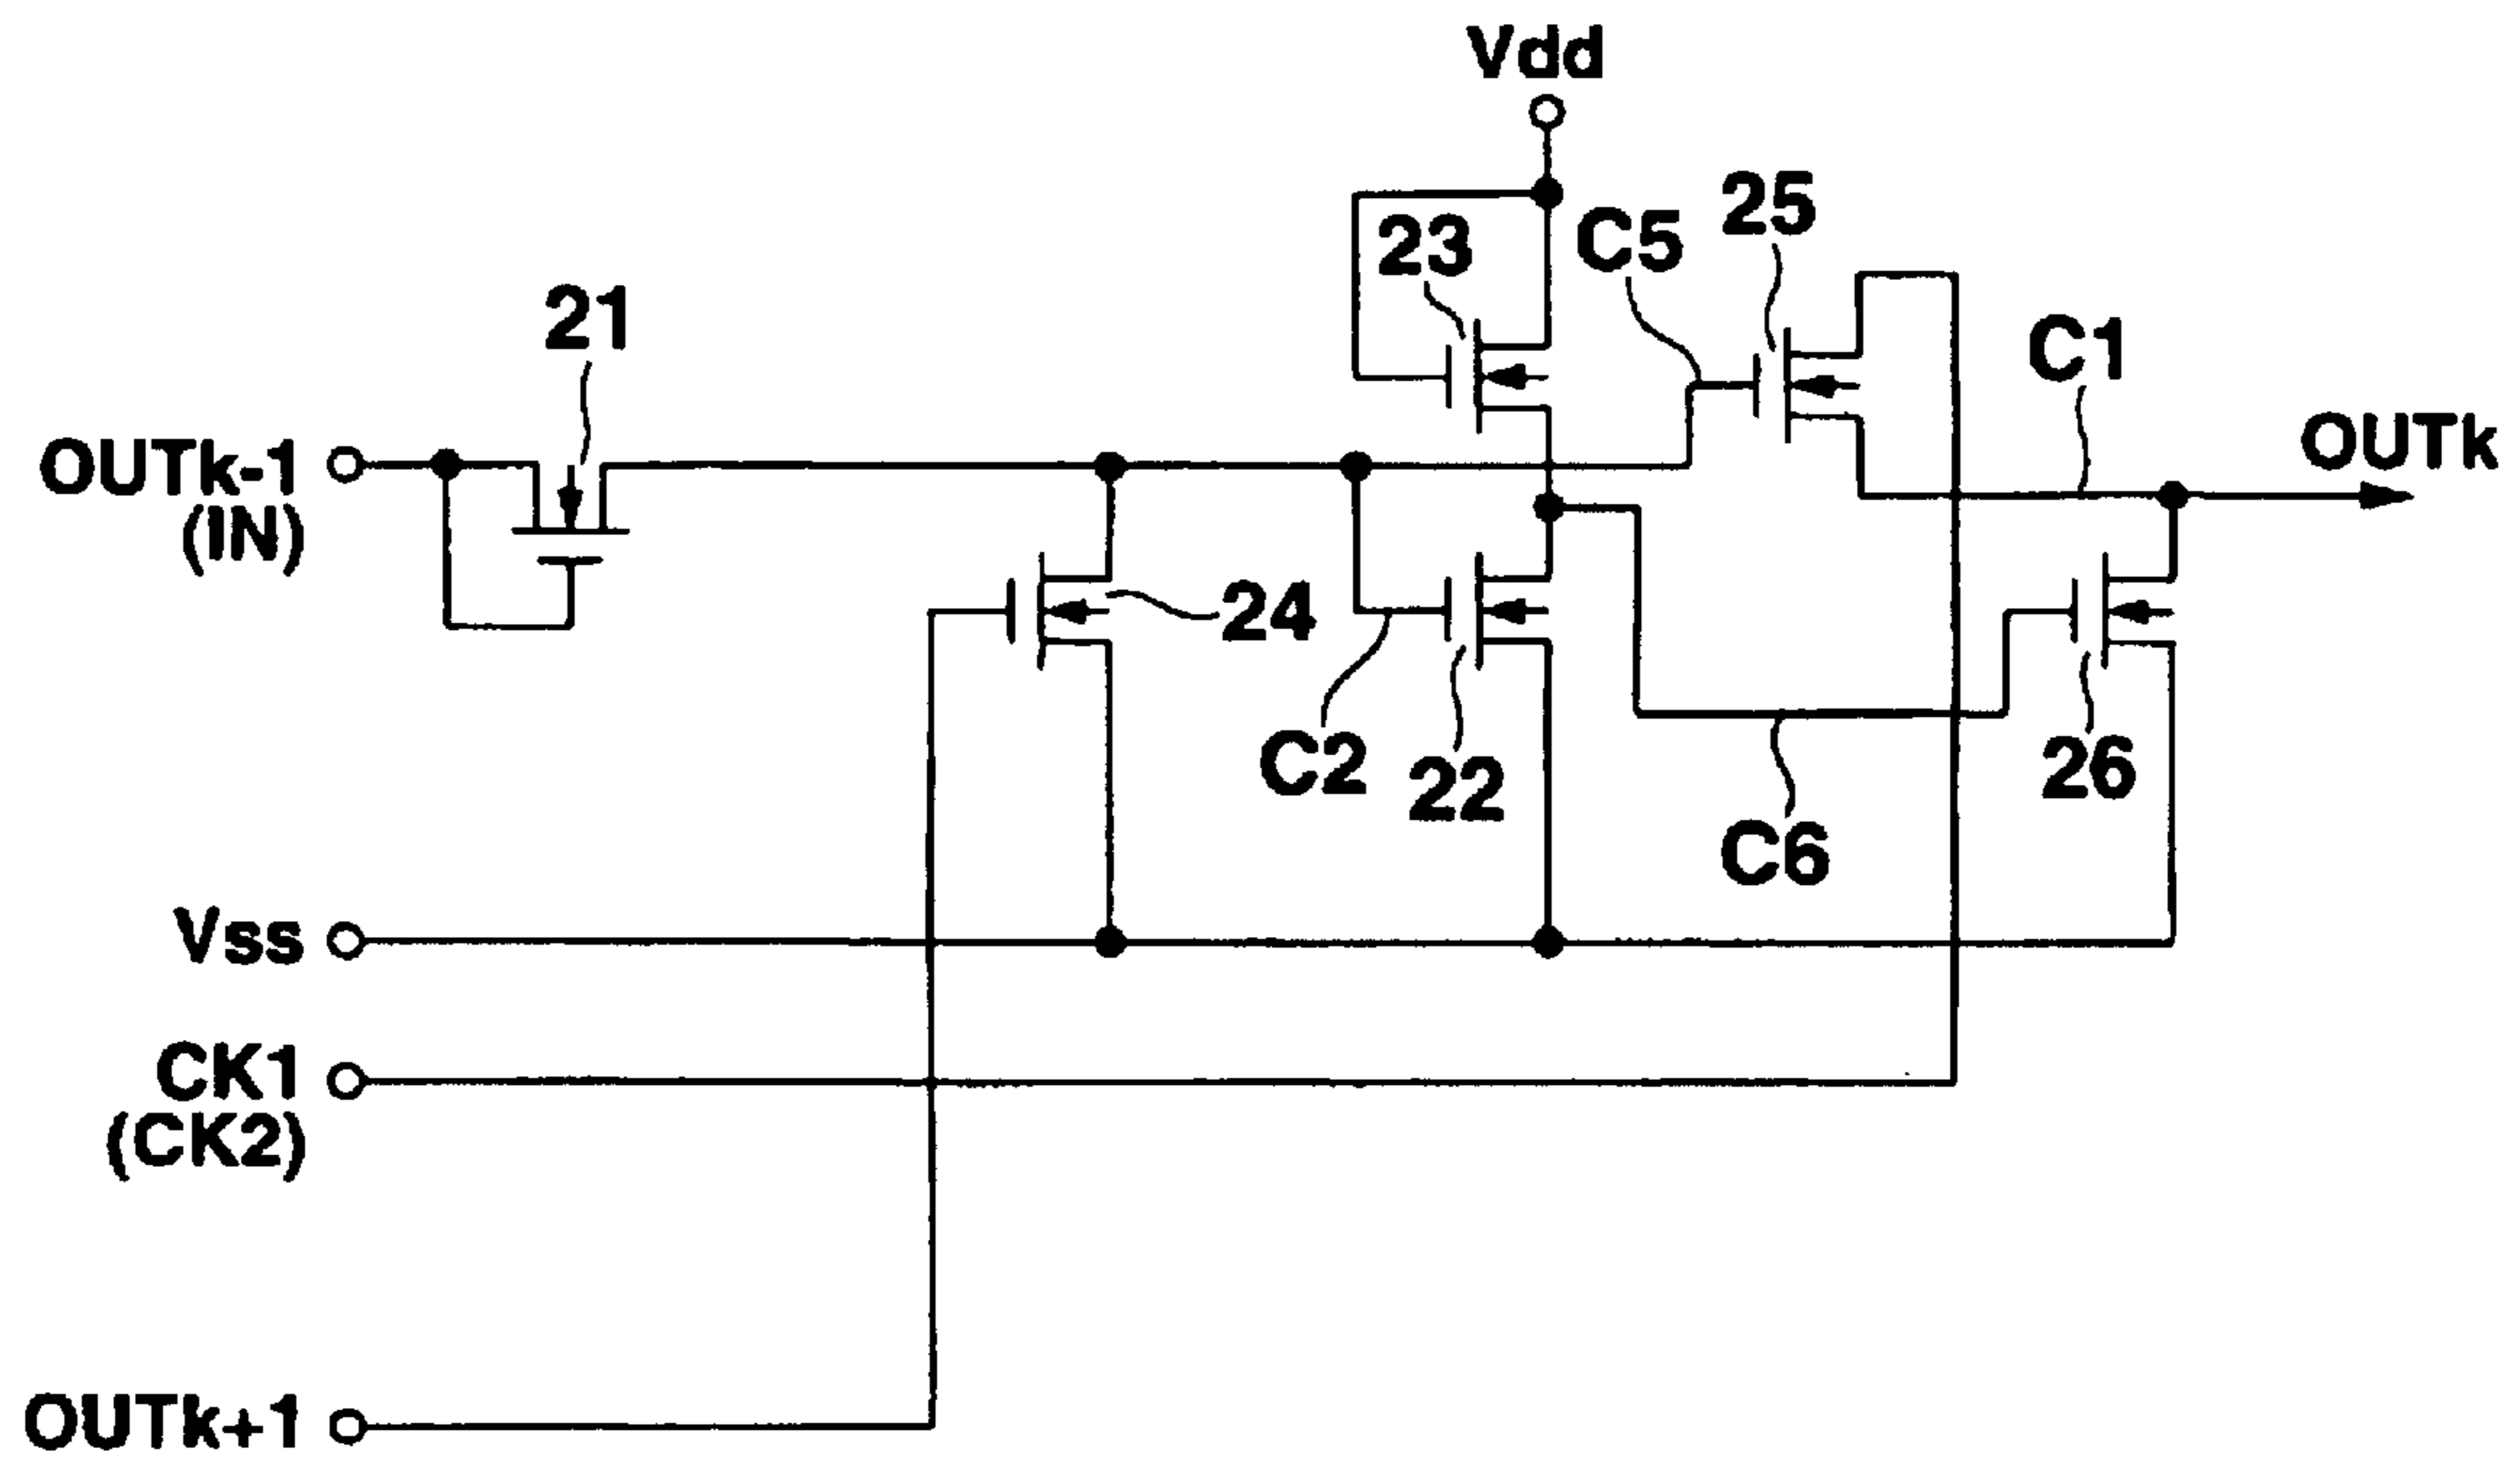 Vdd
25
C5
23
21
C1
OUTk
OUTk-1
(IN)
24
C2
22
26
C6
Vss
CK1
(CK2)
OUTk+1